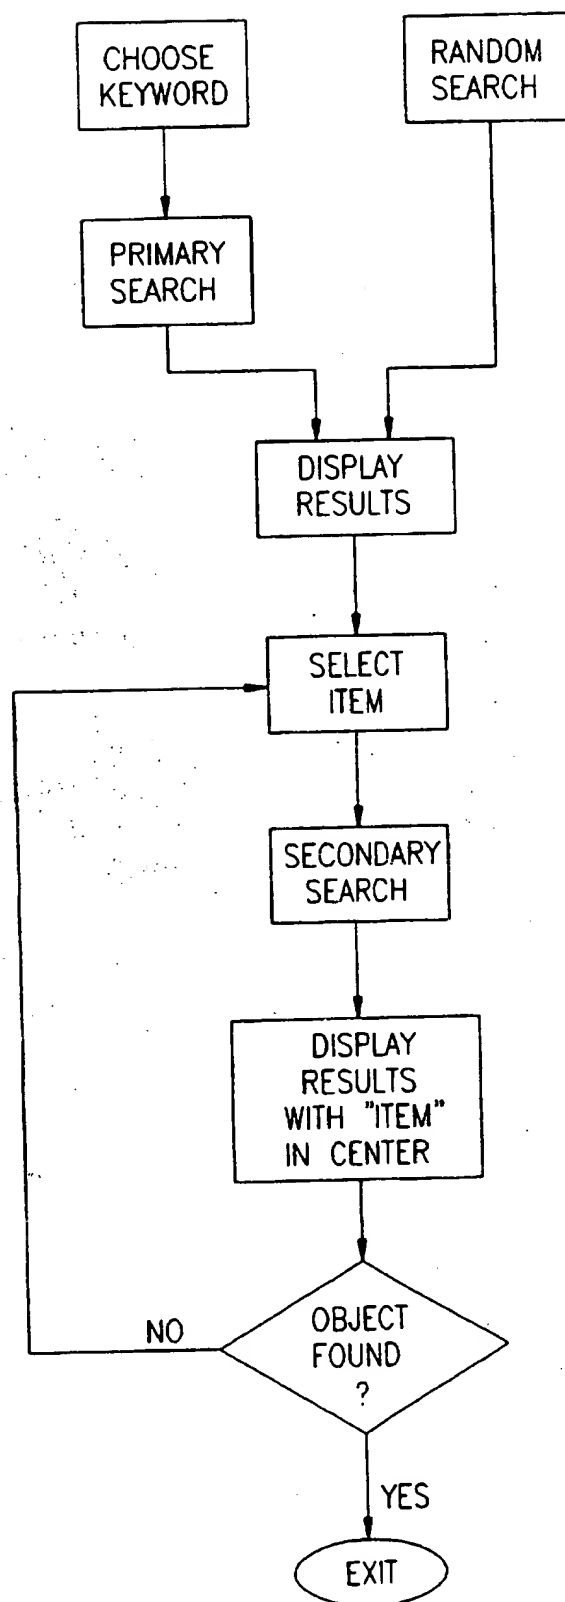 CHOOSE
KEYWORD
RANDOM
SEARCH
PRIMARY
SEARCH
DISPLAY
RESULTS
SELECT
ITEM
SECONDARY
SEARCH
DISPLAY
RESULTS
WITH "ITEM"
IN CENTER
OBJECT
FOUND
?
NO
YES
EXIT